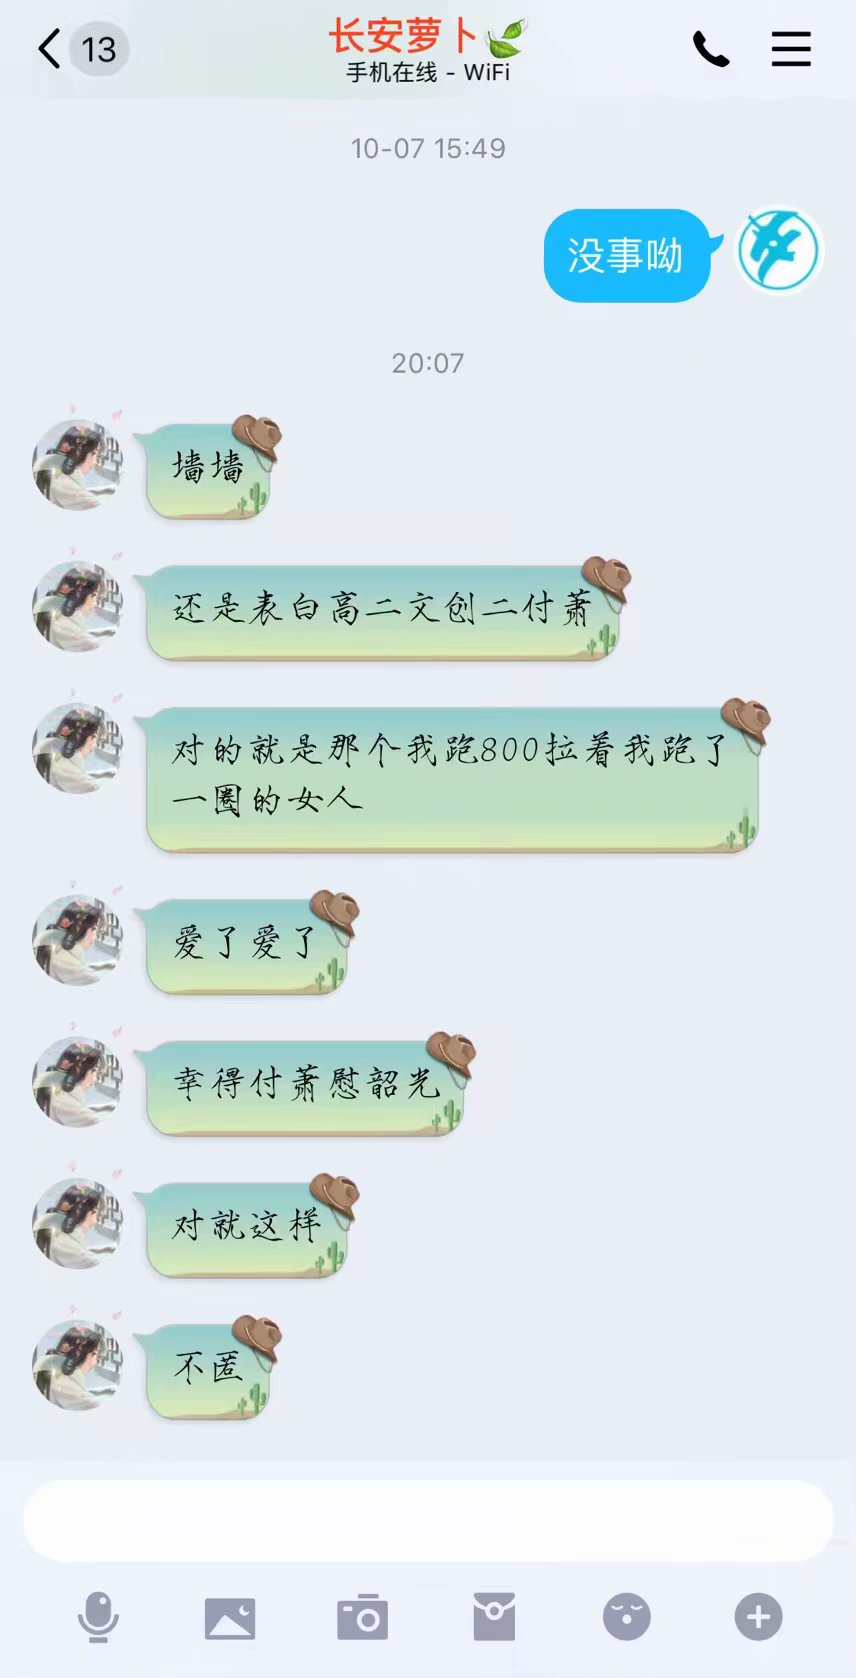 13
长安萝卜
手机在线 - WiFi
10-07 15:49
没事呦
20:07
墙墙
还是表白高二文创二付萧
对的就是那个我跑800拉着我跑了
一圈的女人
爱了爱了
幸得付萧慰韶光
对就这样
不匿